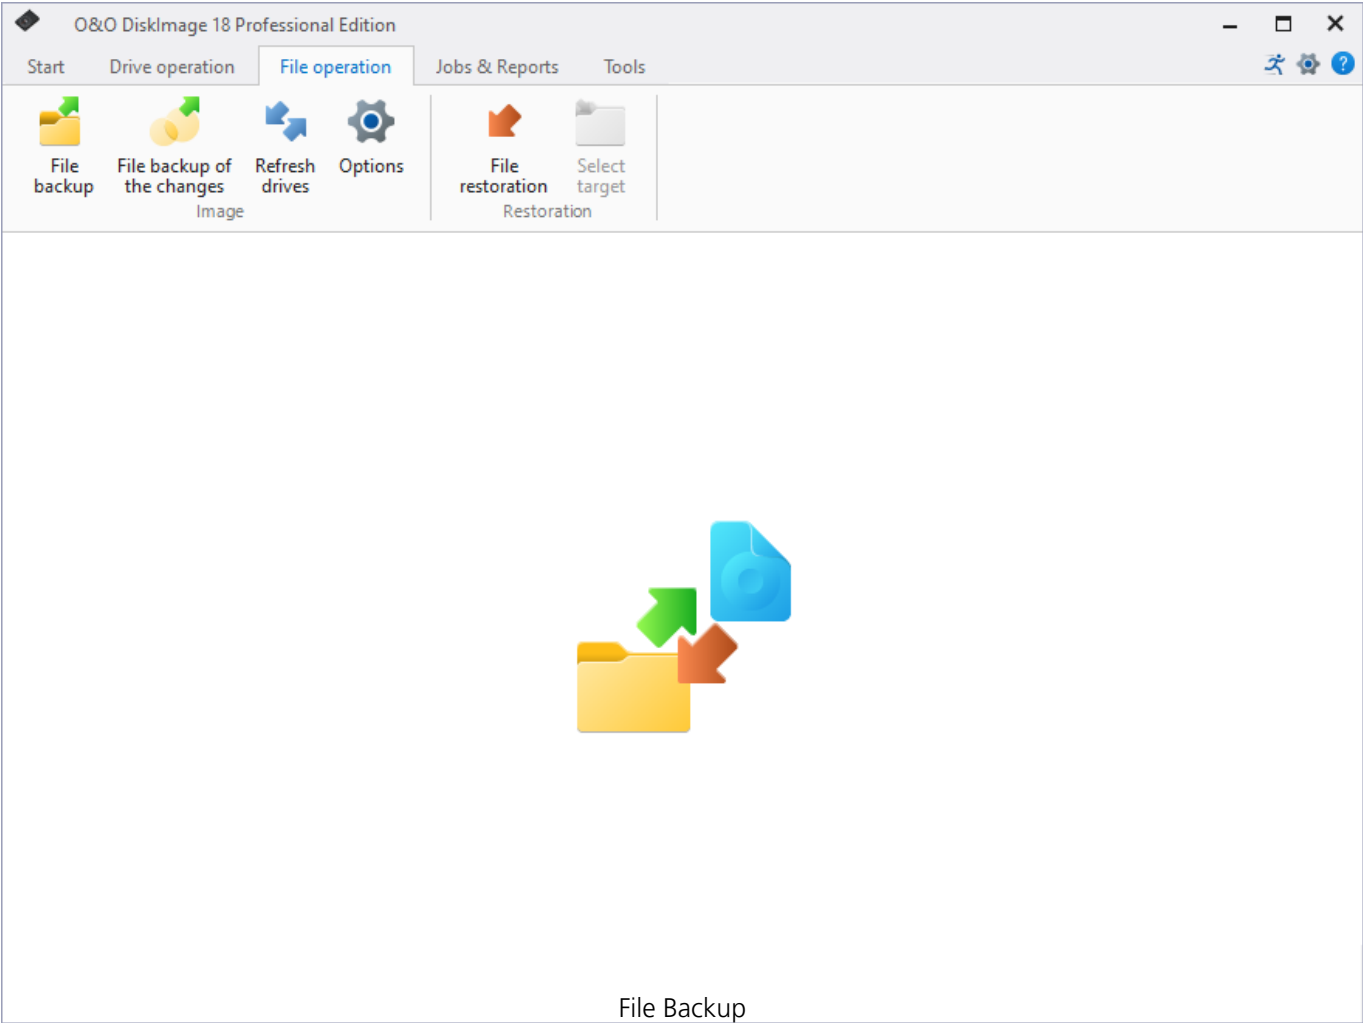 O&O DiskImage 18 Professional Edition
Start Drive operation File operation Jobs & Reports Tools
File backup
File backup of the changes
Refresh drives
Options
Image
File restoration
Select target
Restoration
File Backup